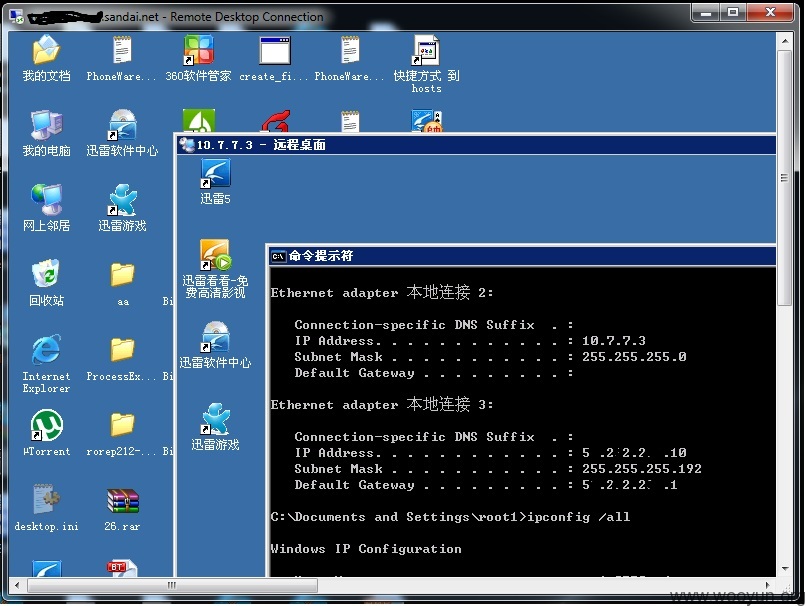 .sandai.net - Remote Desktop Connection
我的文档
PhoneWare...
360软件管家
create_fi...
PhoneWare...
快捷方式 到 hosts
我的电脑
迅雷软件中心
10.7.7.3 - 远程桌面
迅雷5
网上邻居
迅雷游戏
迅雷看看-免费高清影视
命令提示符
回收站
aa
Bi
Ethernet adapter 本地连接 2:
Connection-specific DNS Suffix . :
IP Address. . . . . . . . . . . . : 10.7.7.3
Subnet Mask . . . . . . . . . . . : 255.255.255.0
Default Gateway . . . . . . . . . :
Internet Explorer
ProcessEx...
Bi
迅雷软件中心
Ethernet adapter 本地连接 3:
Connection-specific DNS Suffix . :
IP Address. . . . . . . . . . . . : 5 .2.2.2. .10
Subnet Mask . . . . . . . . . . . : 255.255.255.192
Default Gateway . . . . . . . . . : 5 .2.2.2. .1
µTorrent
rorep212-...
Bi
迅雷游戏
C:\Documents and Settings\root1>ipconfig /all
Windows IP Configuration
desktop.ini
26.rar
BT